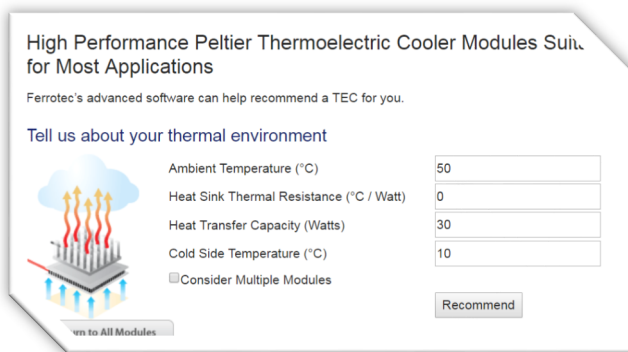 High Performance Peltier Thermoelectric Cooler Modules
for Most Applications
Ferrotec's advanced software can help recommend a TEC for you.
Tell us about your thermal environment
Ambient Temperature (°C) 50
Heat Sink Thermal Resistance (°C / Watt) 0
Heat Transfer Capacity (Watts) 30
Cold Side Temperature (°C) 10
Consider Multiple Modules
Recommend
to All Modules